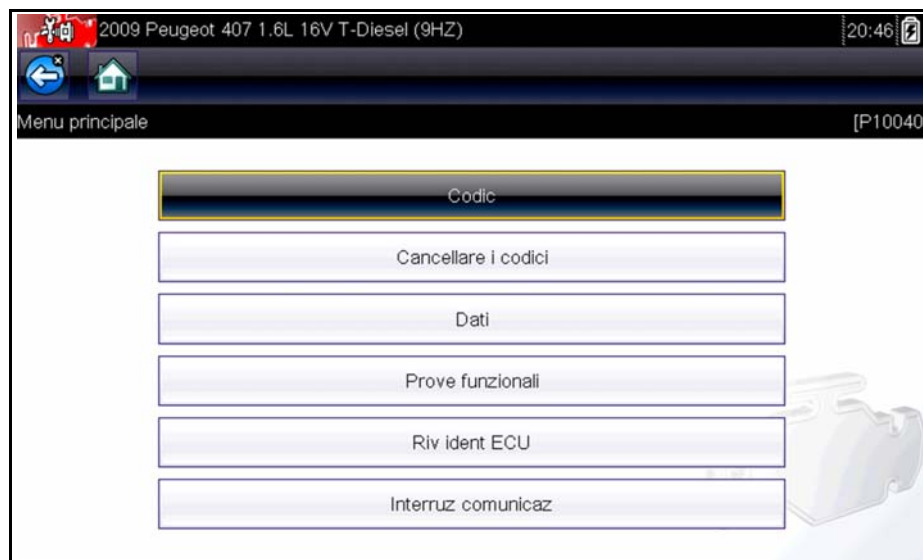 2009 Peugeot 407 1.6L 16V T-Diesel (9HZ) 20:46
Menu principale [P10040
Codic
Cancellare i codici
Dati
Prove funzionali
Riv ident ECU
Interruz comunicaz